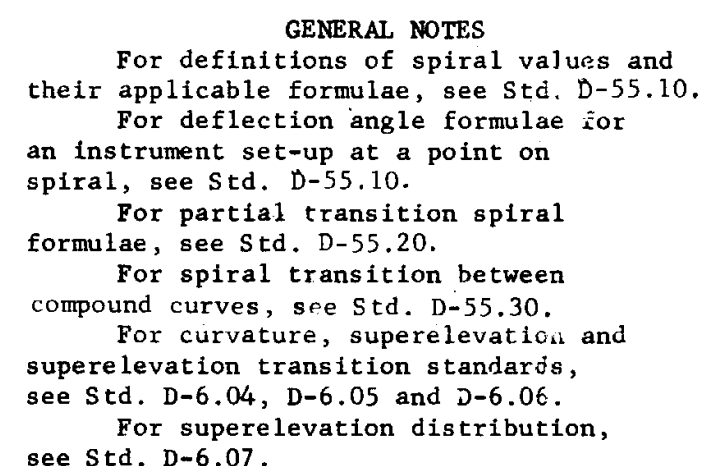 GENERAL NOTES
For definitions of spiral values and
their applicable formulae, see Std. D-55.10.
For deflection angle formulae for
an instrument set-up at a point on
spiral, see Std. D-55.10.
For partial transition spiral
formulae, see Std. D-55.20.
For spiral transition between
compound curves, see Std. D-55.30.
For curvature, superelevation and
superelevation transition standards,
see Std. D-6.04, D-6.05 and D-6.06.
For superelevation distribution,
see Std. D-6.07.